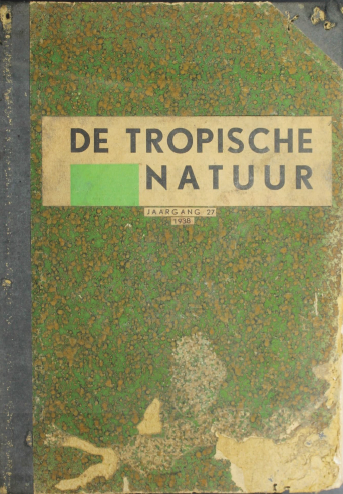 DE TROPISCHE
NATUUR
JAARGANG 27
1938